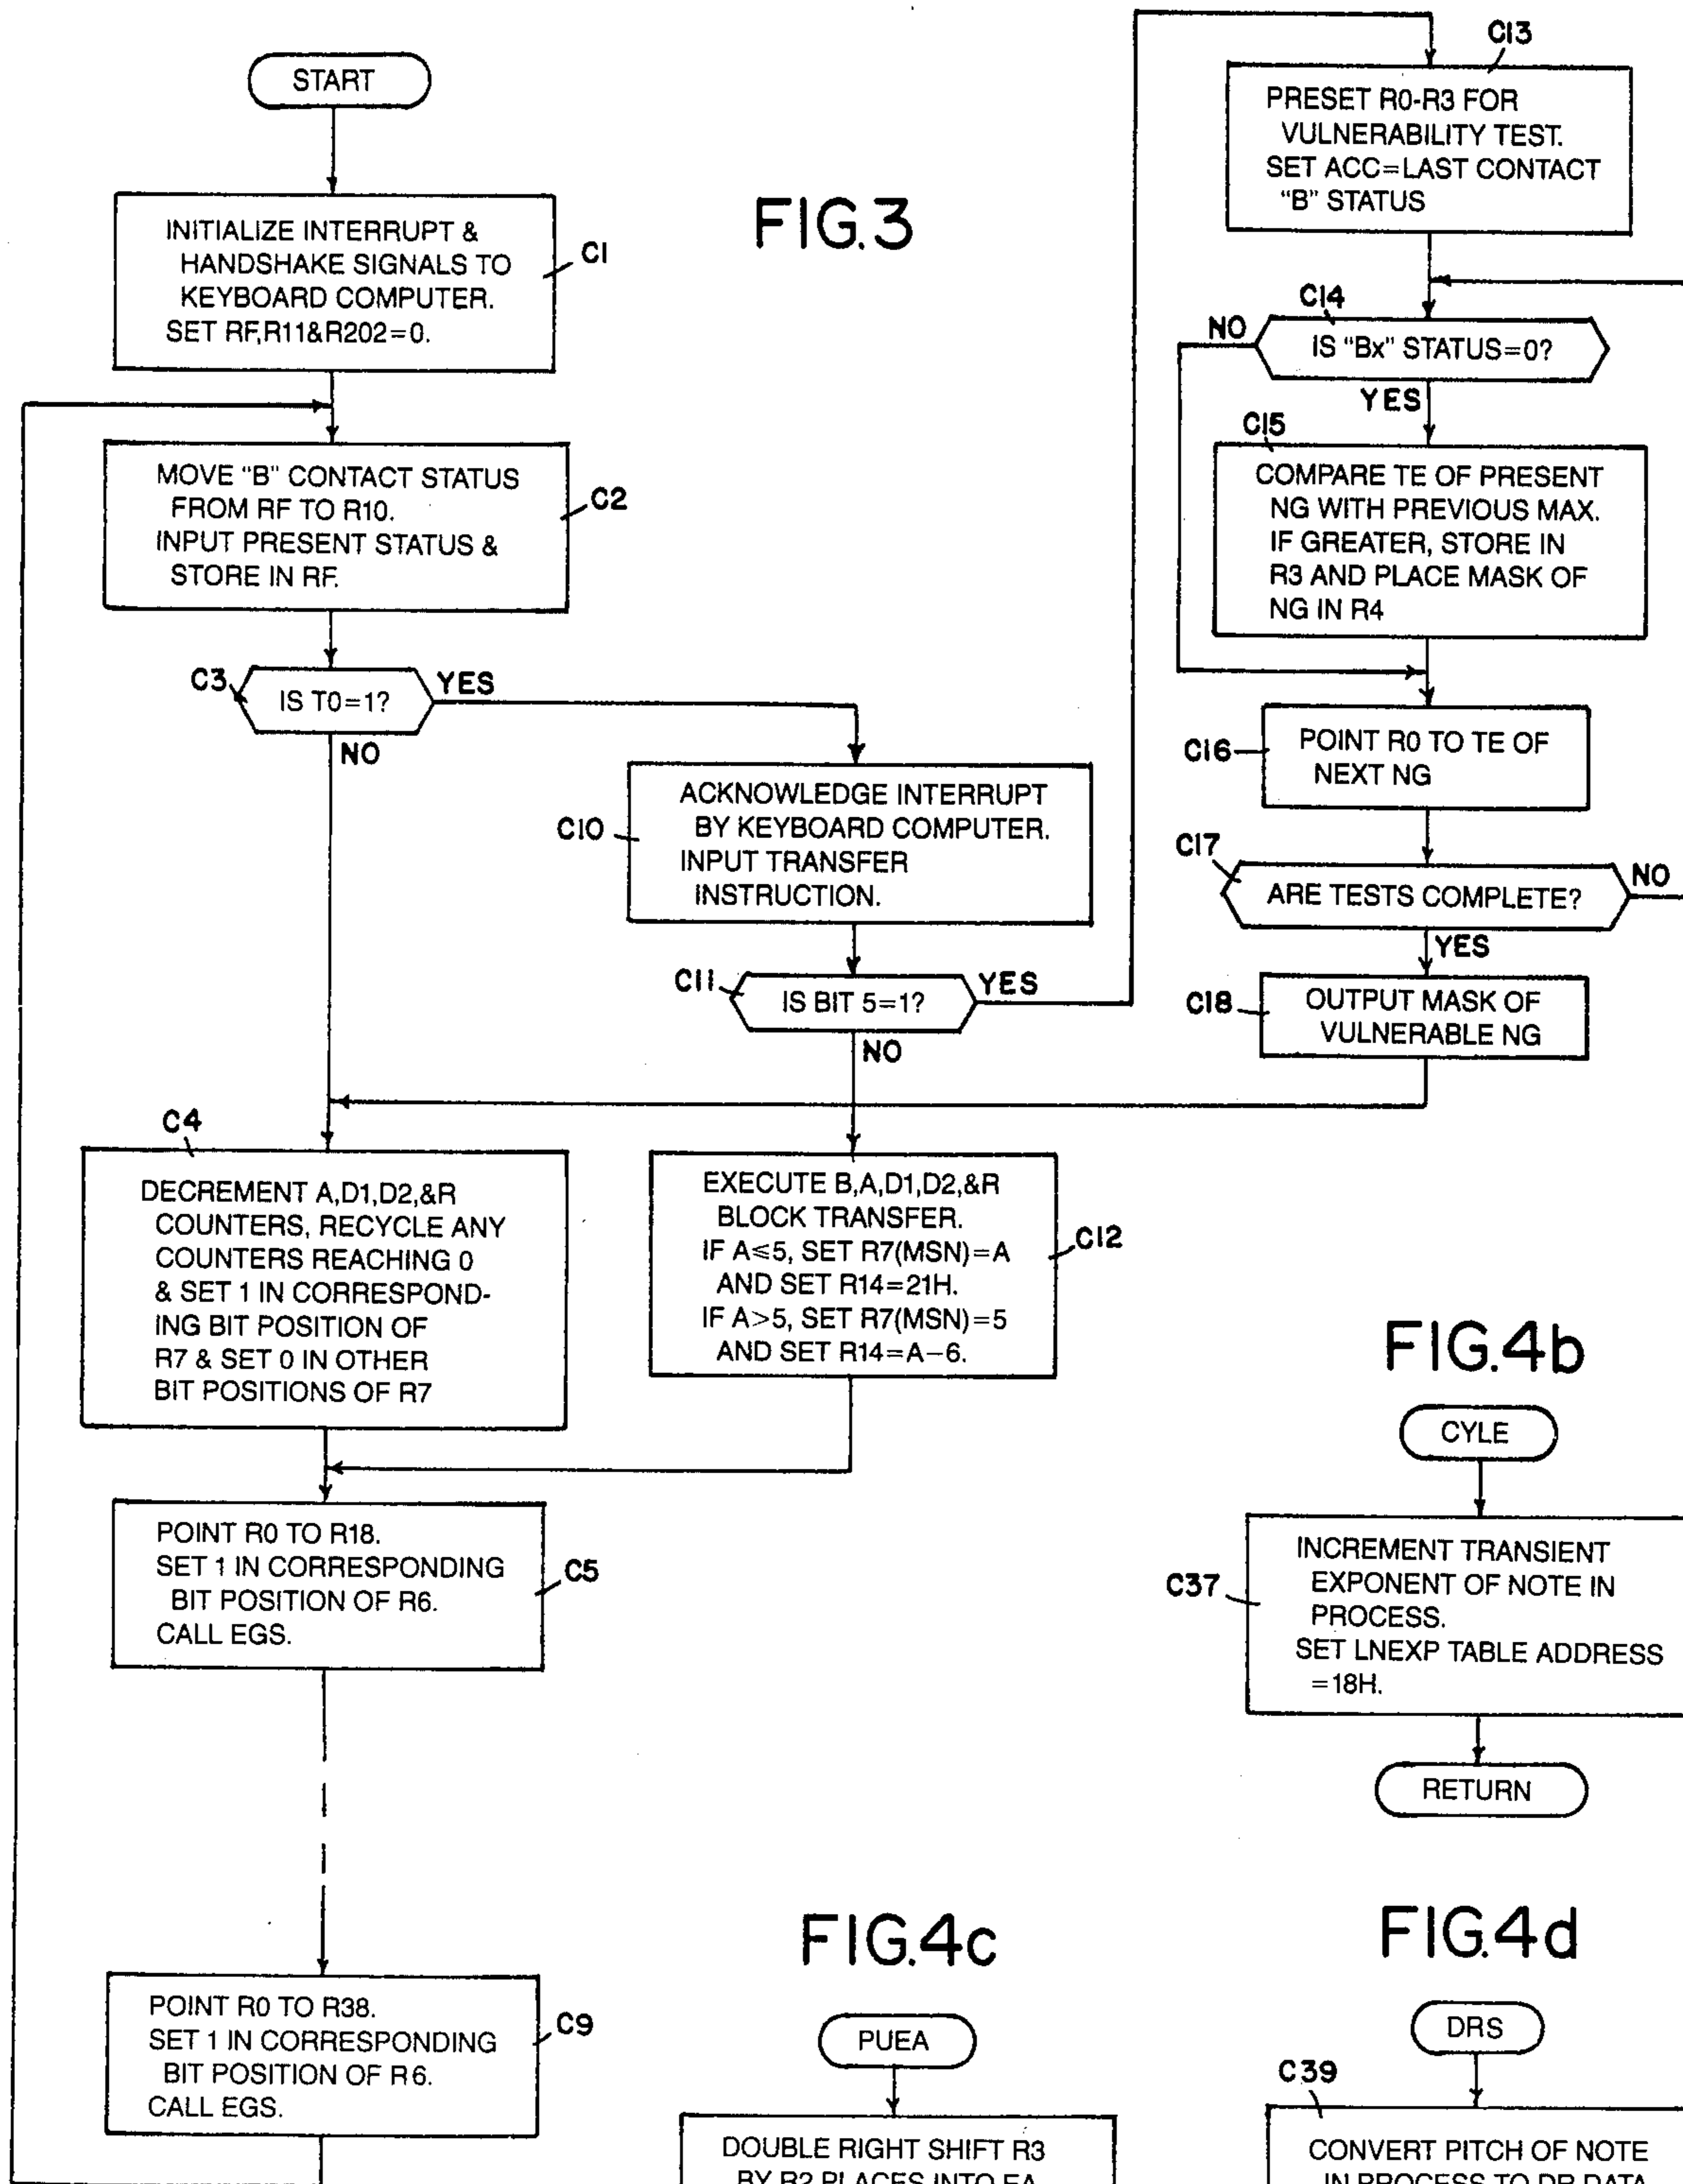 START
INITIALIZE INTERRUPT &
HANDSHAKE SIGNALS TO
KEYBOARD COMPUTER.
SET RF,R11&R202=0.
C1
FIG.3
MOVE "B" CONTACT STATUS
FROM RF TO R10.
INPUT PRESENT STATUS &
STORE IN RF.
C2
C3
IS T0=1?
YES
NO
C10
ACKNOWLEDGE INTERRUPT
BY KEYBOARD COMPUTER.
INPUT TRANSFER
INSTRUCTION.
C11
IS BIT 5=1?
YES
NO
C4
DECREMENT A,D1,D2,&R
COUNTERS, RECYCLE ANY
COUNTERS REACHING 0
& SET 1 IN CORRESPOND-
ING BIT POSITION OF
R7 & SET 0 IN OTHER
BIT POSITIONS OF R7
EXECUTE B,A,D1,D2,&R
BLOCK TRANSFER.
IF A≤5, SET R7(MSN)=A
AND SET R14=21H.
IF A>5, SET R7(MSN)=5
AND SET R14=A-6.
C12
POINT R0 TO R18.
SET 1 IN CORRESPONDING
BIT POSITION OF R6.
CALL EGS.
C5
POINT R0 TO R38.
SET 1 IN CORRESPONDING
BIT POSITION OF R6.
CALL EGS.
C9
C13
PRESET R0-R3 FOR
VULNERABILITY TEST.
SET ACC=LAST CONTACT
"B" STATUS
C14
NO
IS "Bx" STATUS=0?
YES
C15
COMPARE TE OF PRESENT
NG WITH PREVIOUS MAX.
IF GREATER, STORE IN
R3 AND PLACE MASK OF
NG IN R4
C16
POINT R0 TO TE OF
NEXT NG
C17
ARE TESTS COMPLETE?
NO
YES
C18
OUTPUT MASK OF
VULNERABLE NG
FIG.4b
CYLE
C37
INCREMENT TRANSIENT
EXPONENT OF NOTE IN
PROCESS.
SET LNEXP TABLE ADDRESS
=18H.
RETURN
FIG.4c
PUEA
DOUBLE RIGHT SHIFT R3
BY R2 PLACES INTO EA
FIG.4d
DRS
C39
CONVERT PITCH OF NOTE
IN PROCESS TO DR DATA